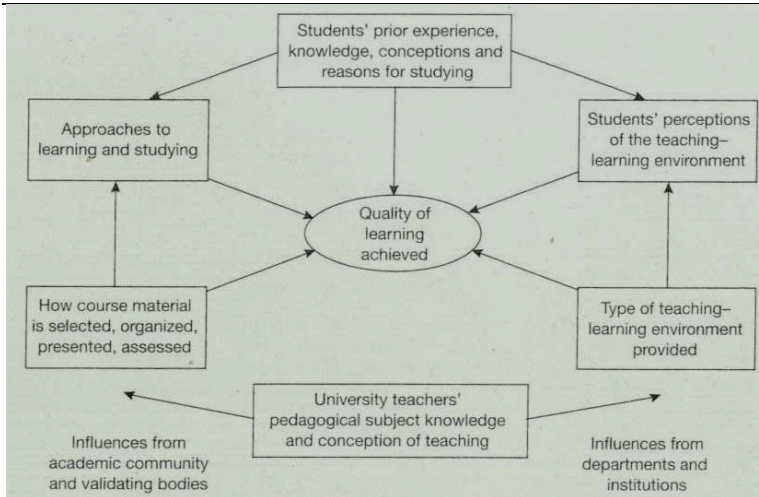 Students' prior experience,
knowledge, conceptions and
reasons for studying
Approaches to
learning and studying
Students' perceptions
of the teaching–
learning environment
Quality of
learning
achieved
How course material
is selected, organized,
presented, assessed
Type of teaching–
learning environment
provided
University teachers'
pedagogical subject knowledge
and conception of teaching
Influences from
academic community
and validating bodies
Influences from
departments and
institutions